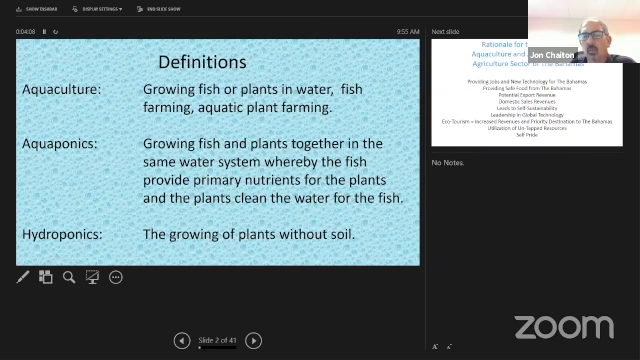 SHOW TASKBAR
DISPLAY SETTINGS
END SLIDE SHOW
0:04:08
9:55 AM
Definitions
Aquaculture: Growing fish or plants in water, fish
farming, aquatic plant farming.
Aquaponics: Growing fish and plants together in the
same water system whereby the fish
provide primary nutrients for the plants
and the plants clean the water for the fish.
Hydroponics: The growing of plants without soil.
Slide 2 of 41
Next slide
Jon Chaiton
Rationale for t
Aquaculture and
Agriculture Sector of The Bahamas
Providing Jobs and New Technology for The Bahamas
Providing Safe Food from The Bahamas
Potential Export Revenue
Domestic Sales Revenues
Leads to Self-Sustainability
Leadership in Global Technology
Eco-Tourism = Increased Revenues and Priority Destination to The Bahamas
Utilization of Un-Tapped Resources
Self Pride
No Notes.
A A
zoom